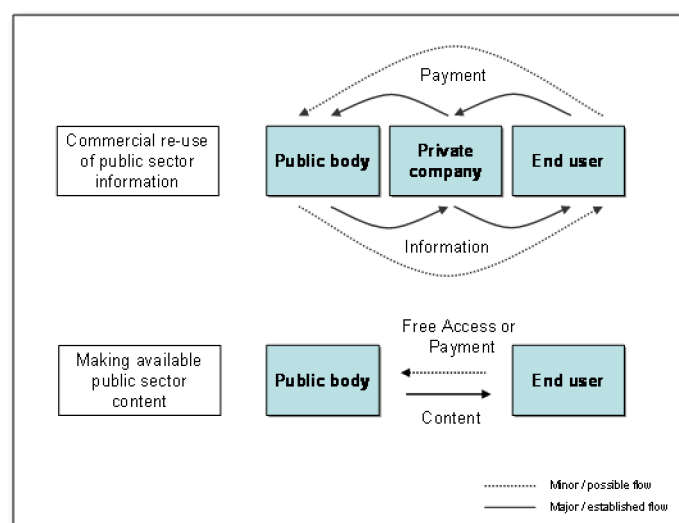 Payment
Commercial re-use
of public sector
information
Public body
Private
company
End user
Information
Free Access or
Payment
Making available
public sector
content
Public body
End user
Content
Minor / possible flow
Major / established flow